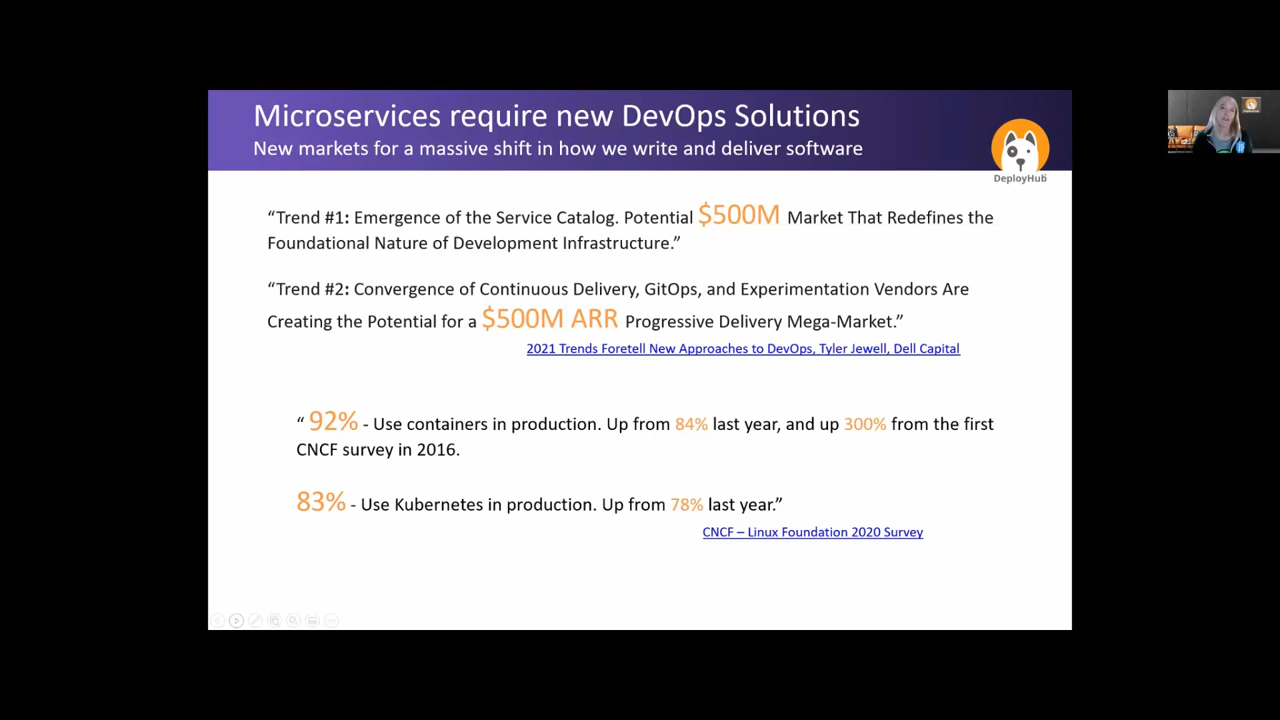 Microservices require new DevOps Solutions
New markets for a massive shift in how we write and deliver software
DeployHub
“Trend #1: Emergence of the Service Catalog. Potential $500M Market That Redefines the
Foundational Nature of Development Infrastructure.”
“Trend #2: Convergence of Continuous Delivery, GitOps, and Experimentation Vendors Are
Creating the Potential for a $500M ARR Progressive Delivery Mega-Market.”
2021 Trends Foretell New Approaches to DevOps, Tyler Jewell, Dell Capital
“ 92% - Use containers in production. Up from 84% last year, and up 300% from the first
CNCF survey in 2016.
83% - Use Kubernetes in production. Up from 78% last year.”
CNCF – Linux Foundation 2020 Survey